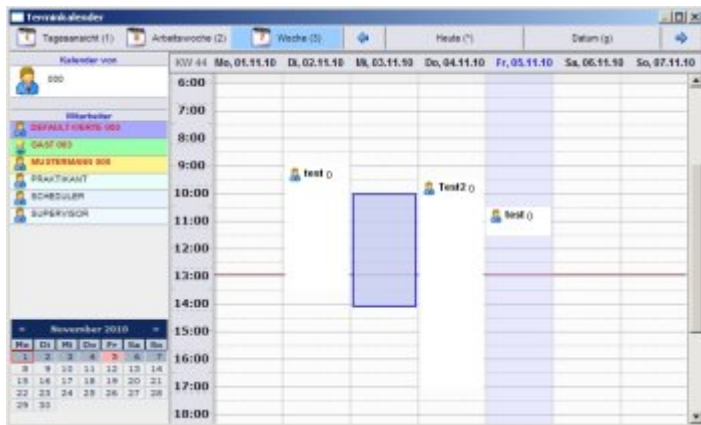 Terminkalender
Tagesansicht (1) Arbeitswoche (2) Woche (3) Heute (*) Datum (g)
Kalender von
000
KW 44 Mo, 01.11.10 Di, 02.11.10 Mi, 03.11.10 Do, 04.11.10 Fr, 05.11.10 Sa, 06.11.10 So, 07.11.10
Mitarbeiter
DEFAULT-WERTE 000
GAST 003
MUSTERMANN 005
PRAKTIKANT
SCHEDULER
SUPERVISOR
6:00
7:00
8:00
9:00
test ()
Test2 ()
10:00
test ()
11:00
12:00
13:00
14:00
15:00
16:00
17:00
18:00
« November 2010 »
Mo Di Mi Do Fr Sa So
1 2 3 4 5 6 7
8 9 10 11 12 13 14
15 16 17 18 19 20 21
22 23 24 25 26 27 28
29 30